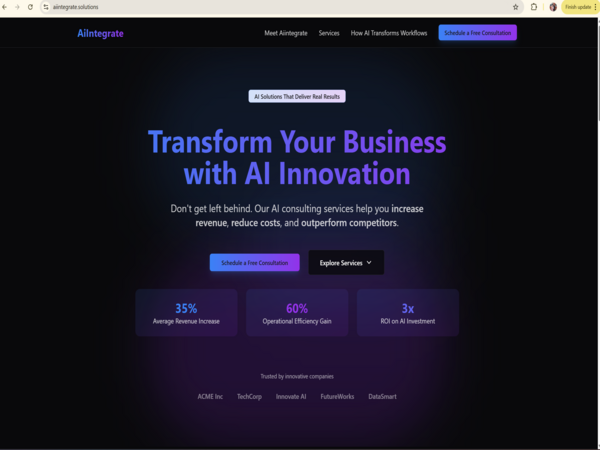 aiintegrate.solutions
Finish update
AiIntegrate
Meet Aiintegrate
Services
How AI Transforms Workflows
Schedule a Free Consultation
AI Solutions That Deliver Real Results
Transform Your Business
with AI Innovation
Don't get left behind. Our AI consulting services help you increase
revenue, reduce costs, and outperform competitors.
Schedule a Free Consultation
Explore Services
35%
Average Revenue Increase
60%
Operational Efficiency Gain
3x
ROI on AI Investment
Trusted by innovative companies
ACME Inc
TechCorp
Innovate AI
FutureWorks
DataSmart